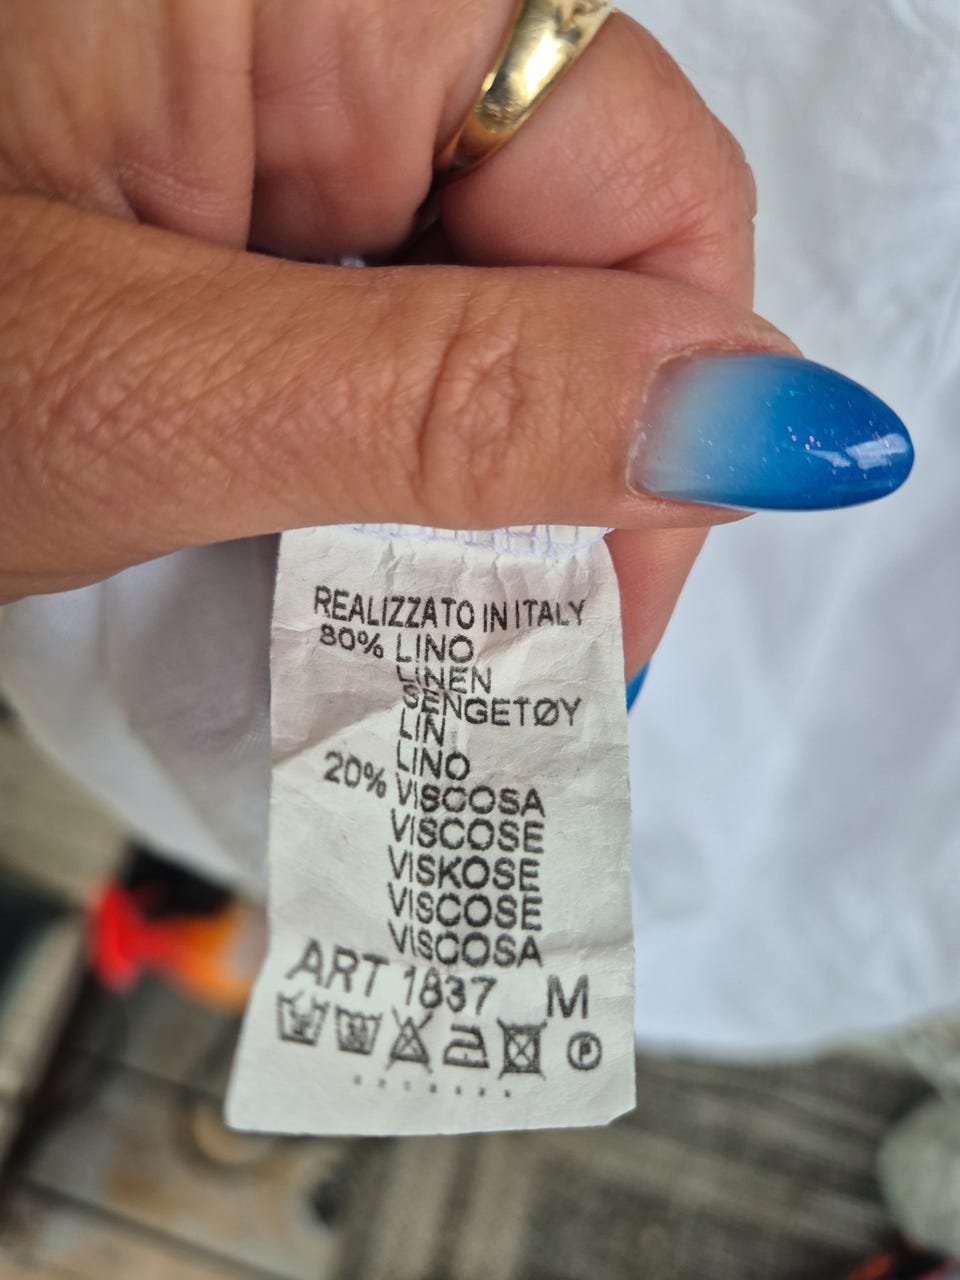 REALIZZATO IN ITALY
80% LINO
LINEN
SENGETØY
LIN
LINO
20% VISCOSA
VISCOSE
VISKOSE
VISCOSE
VISCOSA
ART 1837 M
P